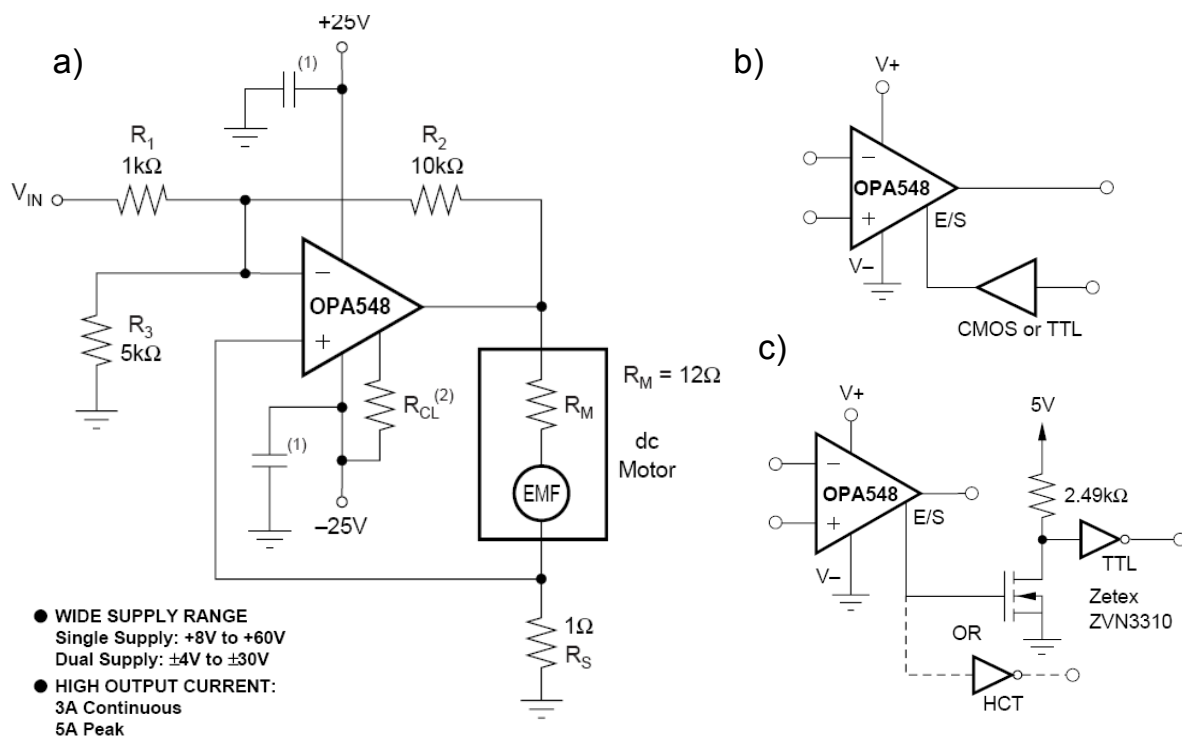 a)
+25V
(1)
R1
1kΩ
R2
10kΩ
VIN
−
OPA548
+
R3
5kΩ
RCL(2)
(1)
–25V
RM = 12Ω
RM
dc
Motor
EMF
1Ω
RS
● WIDE SUPPLY RANGE
Single Supply: +8V to +60V
Dual Supply: ±4V to ±30V
● HIGH OUTPUT CURRENT:
3A Continuous
5A Peak
b)
V+
−
OPA548
+
E/S
V–
CMOS or TTL
c)
V+
5V
−
OPA548
+
2.49kΩ
E/S
TTL
V–
Zetex
ZVN3310
OR
HCT